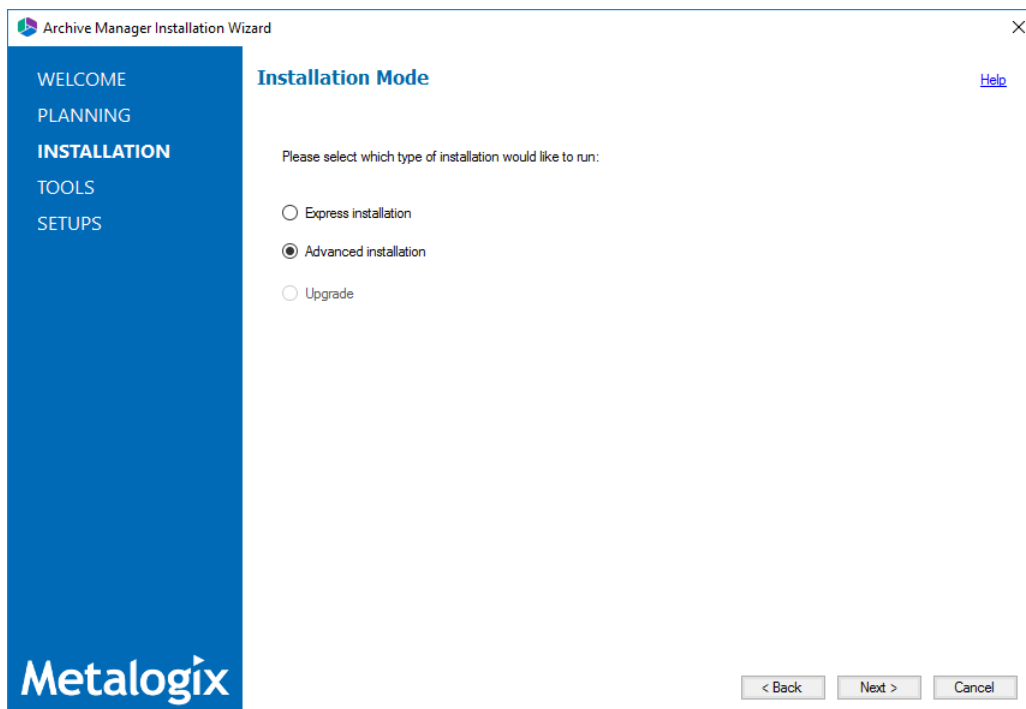 Archive Manager Installation Wizard
WELCOME
PLANNING
INSTALLATION
TOOLS
SETUPS
Installation Mode
Help
Please select which type of installation would like to run:
Express installation
Advanced installation
Upgrade
Metalogix
< Back
Next >
Cancel